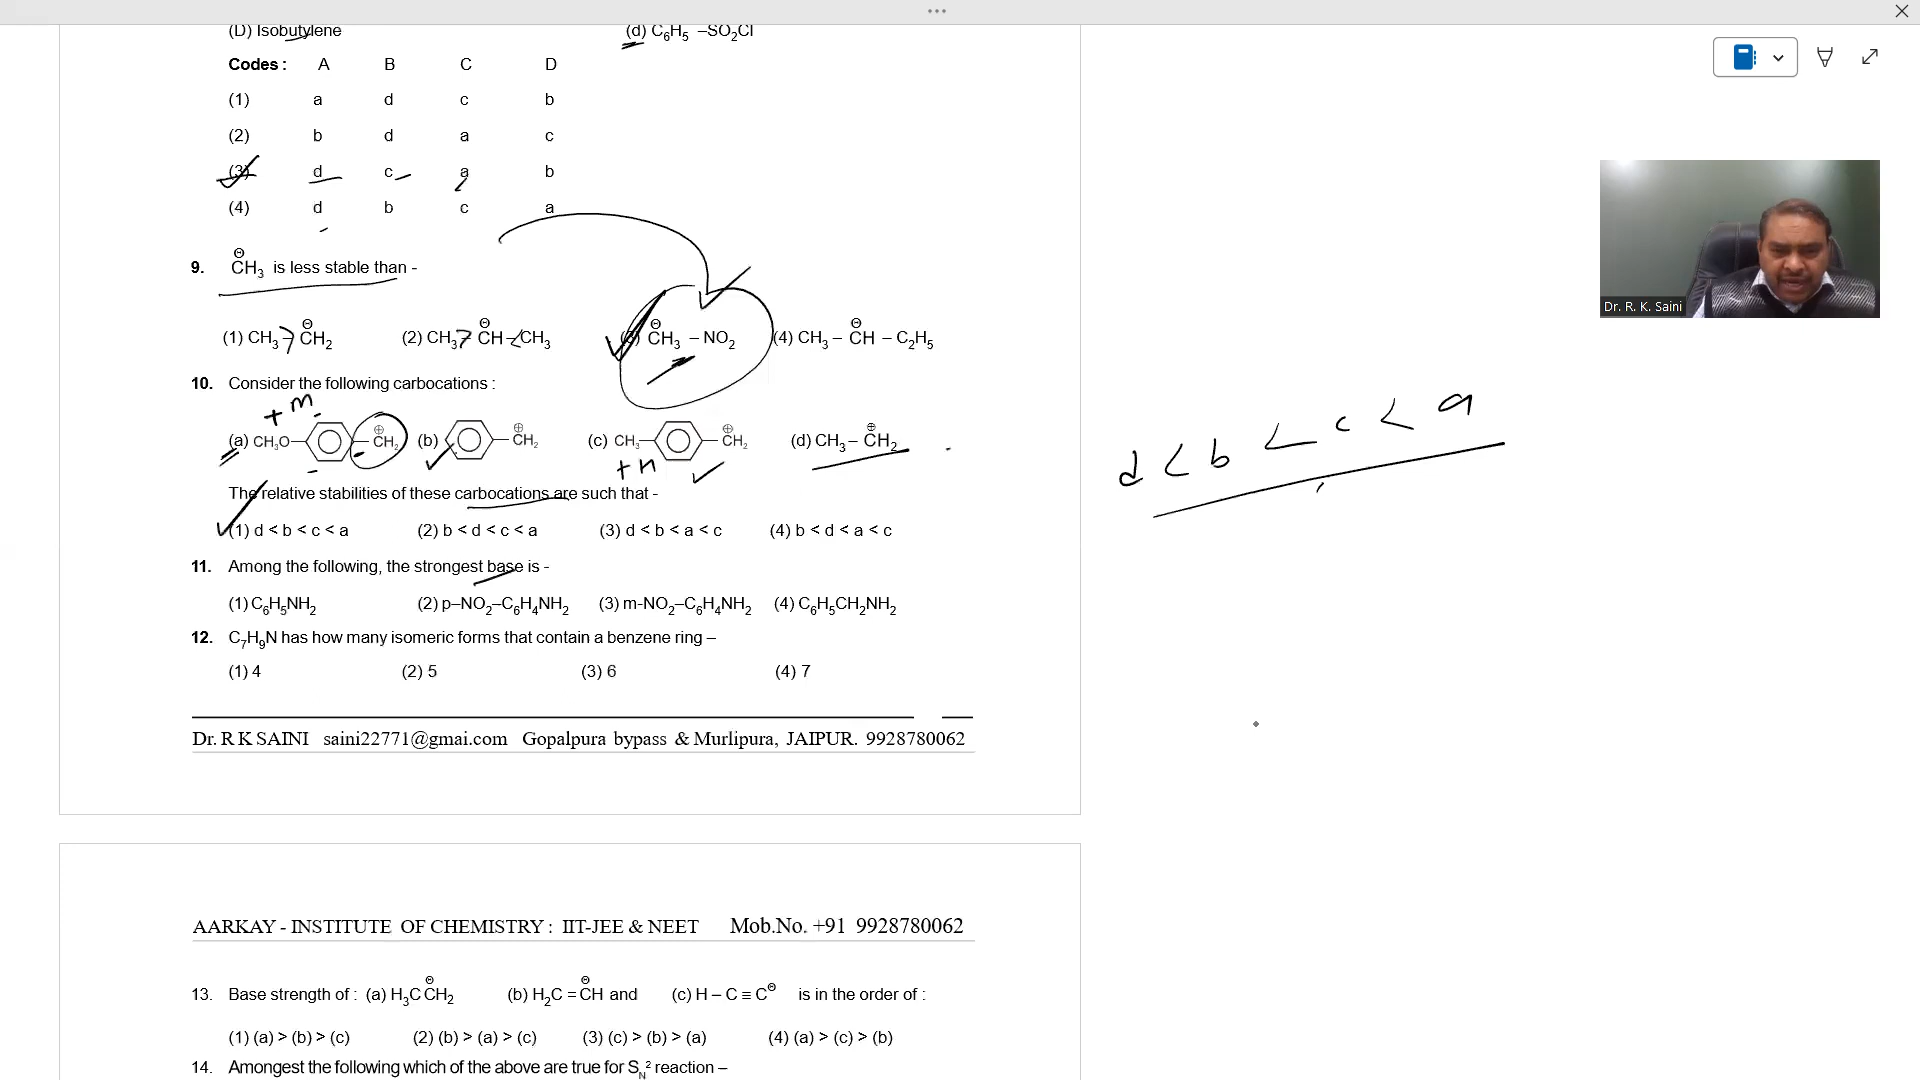 (D) Isobutylene (d) C₆H₅ –SO₂Cl
Codes : A B C D
(1) a d c b
(2) b d a c
(3) d c a b
(4) d b c a
9. CH₃⊖ is less stable than -
(1) CH₃ – CH₂⊖ (2) CH₃ – CH⊖ – CH₃ (3) CH₃⊖ – NO₂ (4) CH₃ – CH⊖ – C₂H₅
10. Consider the following carbocations :
+m
(a) CH₃O– –CH₂⊕ (b) –CH₂⊕ (c) CH₃– –CH₂⊕ (d) CH₃– CH₂⊕
+H
d < b < c < a
The relative stabilities of these carbocations are such that -
(1) d < b < c < a (2) b < d < c < a (3) d < b < a < c (4) b < d < a < c
11. Among the following, the strongest base is -
(1) C₆H₅NH₂ (2) p–NO₂–C₆H₄NH₂ (3) m-NO₂–C₆H₄NH₂ (4) C₆H₅CH₂NH₂
12. C₇H₉N has how many isomeric forms that contain a benzene ring –
(1) 4 (2) 5 (3) 6 (4) 7
Dr. R K SAINI saini22771@gmai.com Gopalpura bypass & Murlipura, JAIPUR. 9928780062
AARKAY - INSTITUTE OF CHEMISTRY : IIT-JEE & NEET Mob.No. +91 9928780062
13. Base strength of : (a) H₃C CH₂⊖ (b) H₂C = CH⊖ and (c) H – C ≡ C⊖ is in the order of :
(1) (a) > (b) > (c) (2) (b) > (a) > (c) (3) (c) > (b) > (a) (4) (a) > (c) > (b)
14. Amongest the following which of the above are true for S_N² reaction –
Dr. R. K. Saini